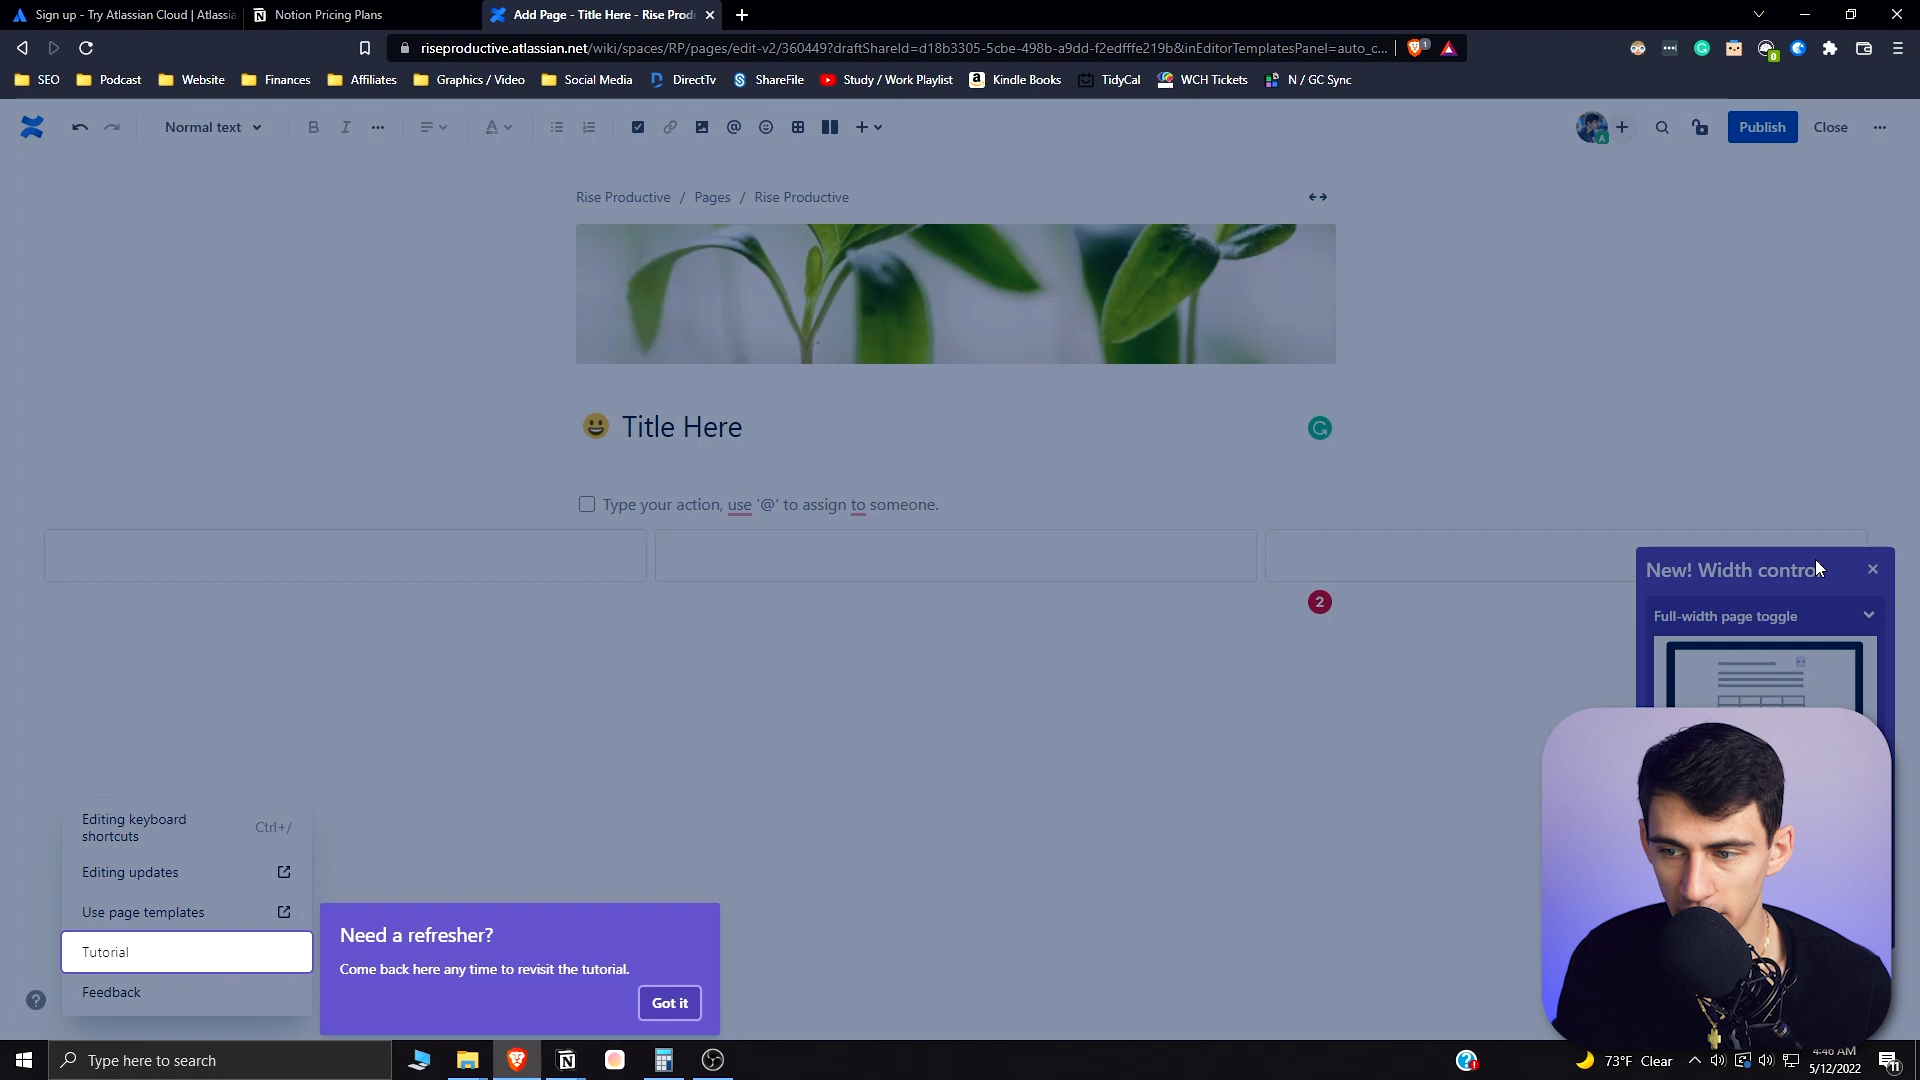 Sign up - Try Atlassian Cloud | Atlassia
Notion Pricing Plans
Add Page - Title Here - Rise Prod
riseproductive.atlassian.net/wiki/spaces/RP/pages/edit-v2/360449?draftShareId=d18b3305-5cbe-498b-a9dd-f2edfffe219b&inEditorTemplatesPanel=auto_c...
SEO Podcast Website Finances Affiliates Graphics / Video Social Media DirectTv ShareFile Study / Work Playlist Kindle Books TidyCal WCH Tickets N / GC Sync
Normal text
Publish
Close
Rise Productive / Pages / Rise Productive
Title Here
Type your action, use '@' to assign to someone.
New! Width contro
2
Full-width page toggle
Editing keyboard
shortcuts
Ctrl+/
Editing updates
Use page templates
Tutorial
Feedback
Need a refresher?
Come back here any time to revisit the tutorial.
Got it
Type here to search
73°F Clear
4:46 AM
5/12/2022
11